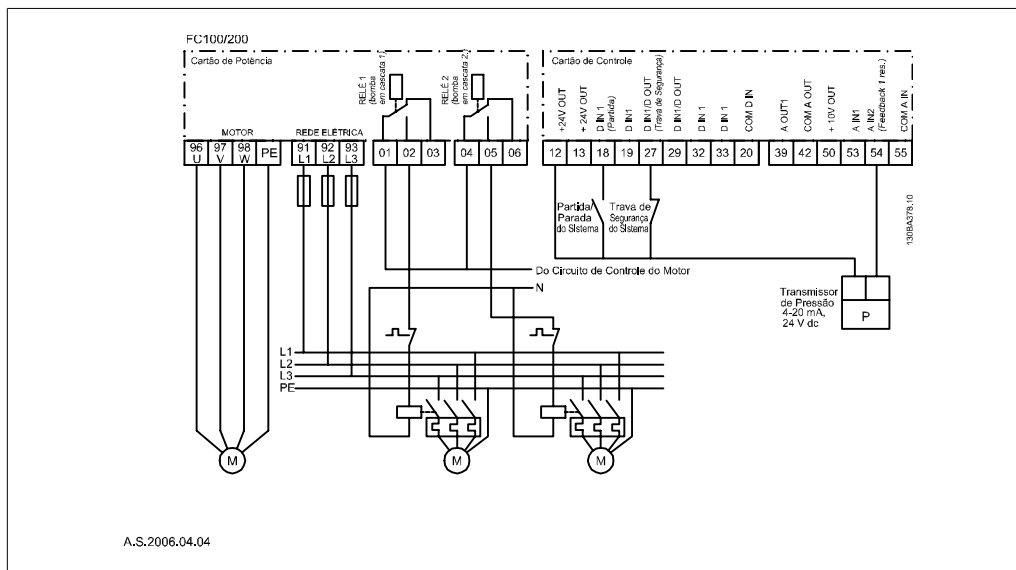 FC100/200
Cartão de Potência
RELÉ 1
(bomba
em cascata 1)
RELÉ 2
(bomba
em cascata 2)
MOTOR
REDE ELÉTRICA
96 97 98 PE
U V W
91 92 93
L1 L2 L3
01 02 03
04 05 06
Cartão de Controle
+24V OUT
+ 24V OUT
D IN 1
(Partida)
D IN1
DIN1/D OUT
(Trava de Segurança)
DIN1/D OUT
D IN 1
D IN 1
COM D IN
A OUT1
COM A OUT
+ 10V OUT
A IN1
A IN2
(Feedback 1 res.)
COM A IN
12 13 18 19 27 29 32 33 20
39 42 50 53 54 55
Partida/
Parada
do Sistema
Trava de
Segurança
do Sistema
130BA378.10
Do Circuito de Controle do Motor
N
Transmissor
de Pressão
4-20 mA,
24 V dc
P
L1
L2
L3
PE
M
M
M
A.S.2006.04.04